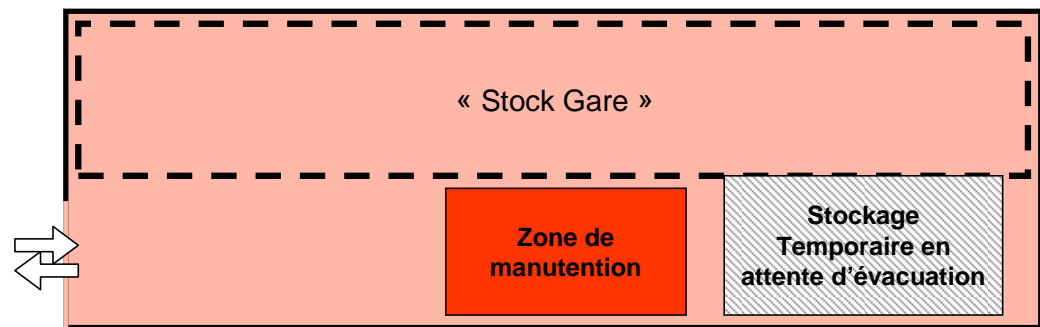 « Stock Gare »
Zone de
manutention
Stockage
Temporaire en
attente d'évacuation